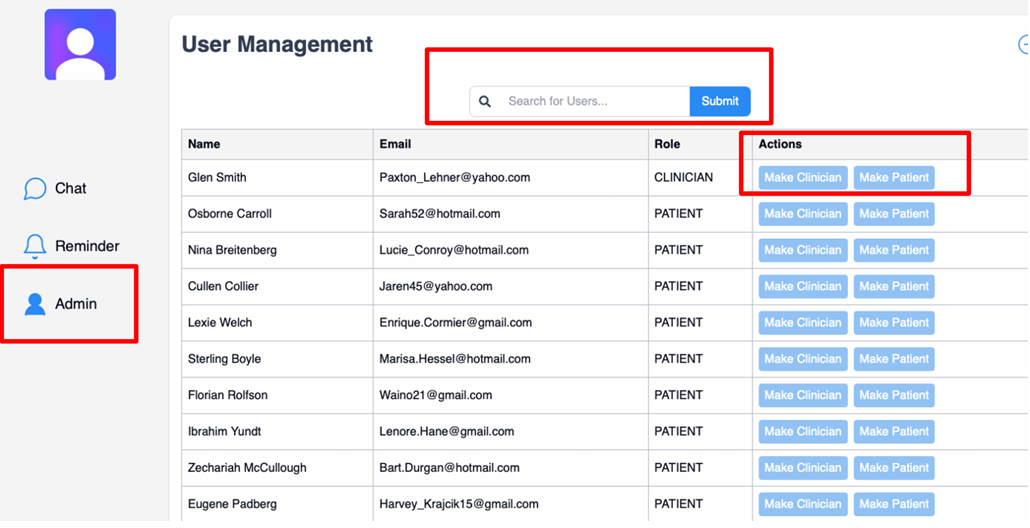 User Management
Search for Users...
Submit
Chat
Reminder
Admin
Name Email Role Actions
Glen Smith Paxton_Lehner@yahoo.com CLINICIAN Make Clinician Make Patient
Osborne Carroll Sarah52@hotmail.com PATIENT Make Clinician Make Patient
Nina Breitenberg Lucie_Conroy@hotmail.com PATIENT Make Clinician Make Patient
Cullen Collier Jaren45@yahoo.com PATIENT Make Clinician Make Patient
Lexie Welch Enrique.Cormier@gmail.com PATIENT Make Clinician Make Patient
Sterling Boyle Marisa.Hessel@hotmail.com PATIENT Make Clinician Make Patient
Florian Rolfson Waino21@gmail.com PATIENT Make Clinician Make Patient
Ibrahim Yundt Lenore.Hane@gmail.com PATIENT Make Clinician Make Patient
Zechariah McCullough Bart.Durgan@hotmail.com PATIENT Make Clinician Make Patient
Eugene Padberg Harvey_Krajcik15@gmail.com PATIENT Make Clinician Make Patient